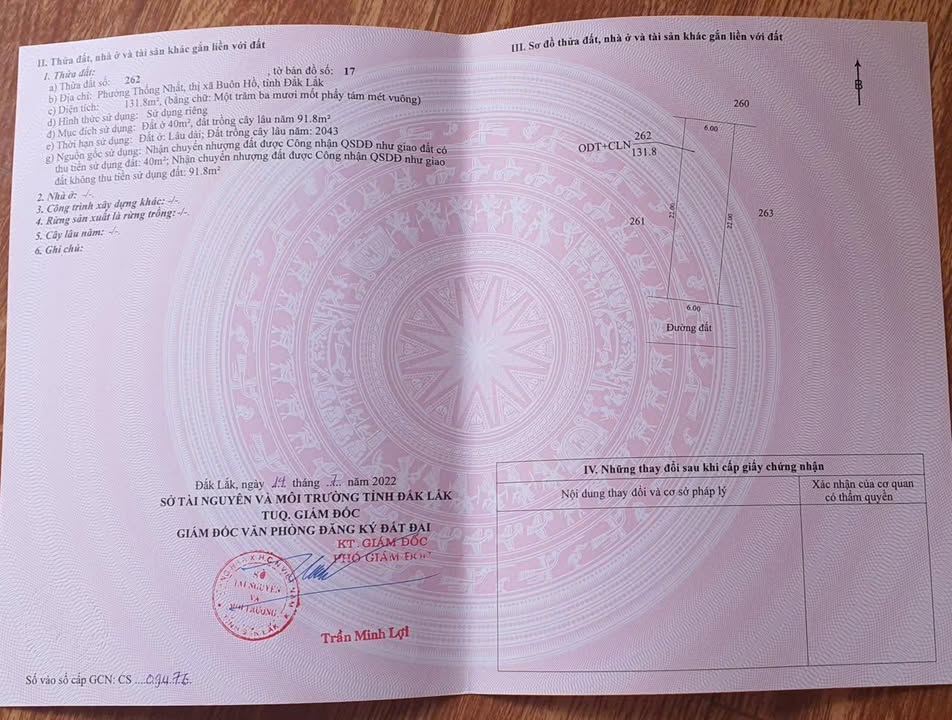 II. Thửa đất, nhà ở và tài sản khác gắn liền với đất
1. Thửa đất:
a) Thửa đất số: 262 , tờ bản đồ số: 17
b) Địa chỉ: Phường Thống Nhất, thị xã Buôn Hồ, tỉnh Đắk Lắk
c) Diện tích: 131.8m², (bằng chữ: Một trăm ba mươi mốt phẩy tám mét vuông)
d) Hình thức sử dụng: Sử dụng riêng
đ) Mục đích sử dụng: Đất ở 40m², đất trồng cây lâu năm 91.8m²
e) Thời hạn sử dụng: Đất ở: Lâu dài; Đất trồng cây lâu năm: 2043
g) Nguồn gốc sử dụng: Nhận chuyển nhượng đất được Công nhận QSDĐ như giao đất có
thu tiền sử dụng đất: 40m²; Nhận chuyển nhượng đất được Công nhận QSDĐ như giao
đất không thu tiền sử dụng đất: 91.8m²
2. Nhà ở: -/-.
3. Công trình xây dựng khác: -/-.
4. Rừng sản xuất là rừng trồng: -/-.
5. Cây lâu năm: -/-.
6. Ghi chú:
Đắk Lắk, ngày 11 tháng 7 năm 2022
SỞ TÀI NGUYÊN VÀ MÔI TRƯỜNG TỈNH ĐẮK LẮK
TUQ. GIÁM ĐỐC
GIÁM ĐỐC VĂN PHÒNG ĐĂNG KÝ ĐẤT ĐAI
KT. GIÁM ĐỐC
PHÓ GIÁM ĐỐC
SỞ
TÀI NGUYÊN
VÀ
MÔI TRƯỜNG
TỈNH ĐẮK LẮK
Trần Minh Lợi
Số vào sổ cấp GCN: CS ....09476.
III. Sơ đồ thửa đất, nhà ở và tài sản khác gắn liền với đất
B
260
6.00
262
ODT+CLN
131.8
261
22.00
22.00
263
6.00
Đường đất
IV. Những thay đổi sau khi cấp giấy chứng nhận
Nội dung thay đổi và cơ sở pháp lý
Xác nhận của cơ quan
có thẩm quyền